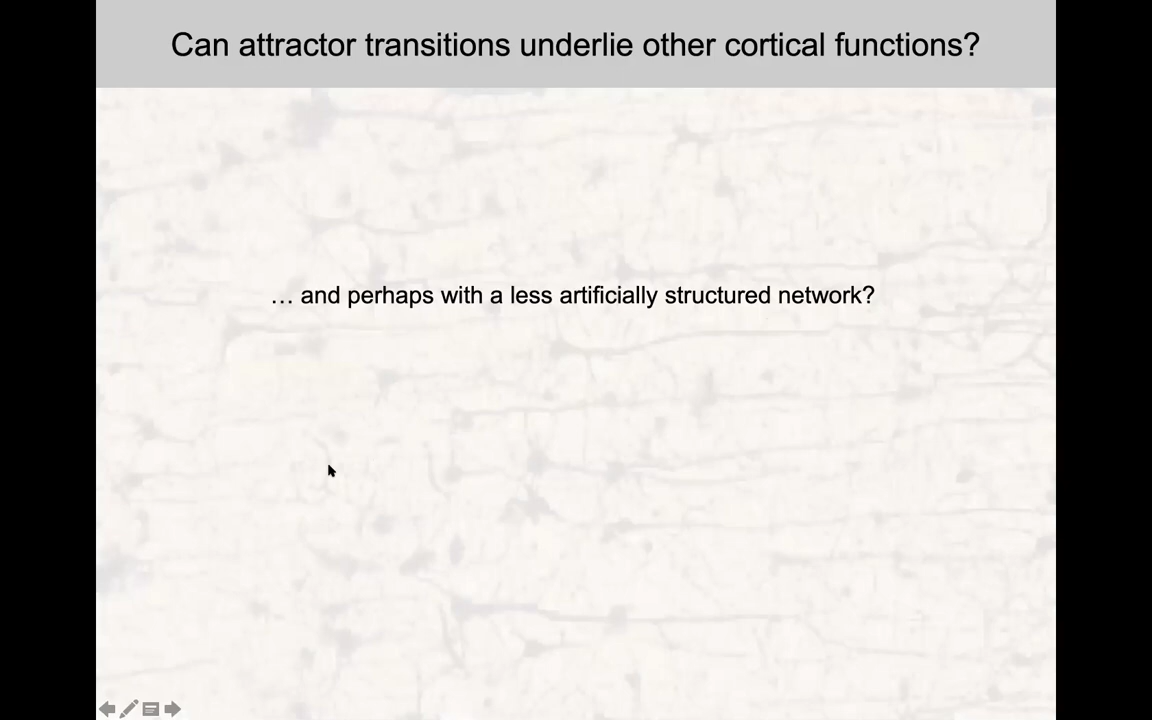 Can attractor transitions underlie other cortical functions?
… and perhaps with a less artificially structured network?